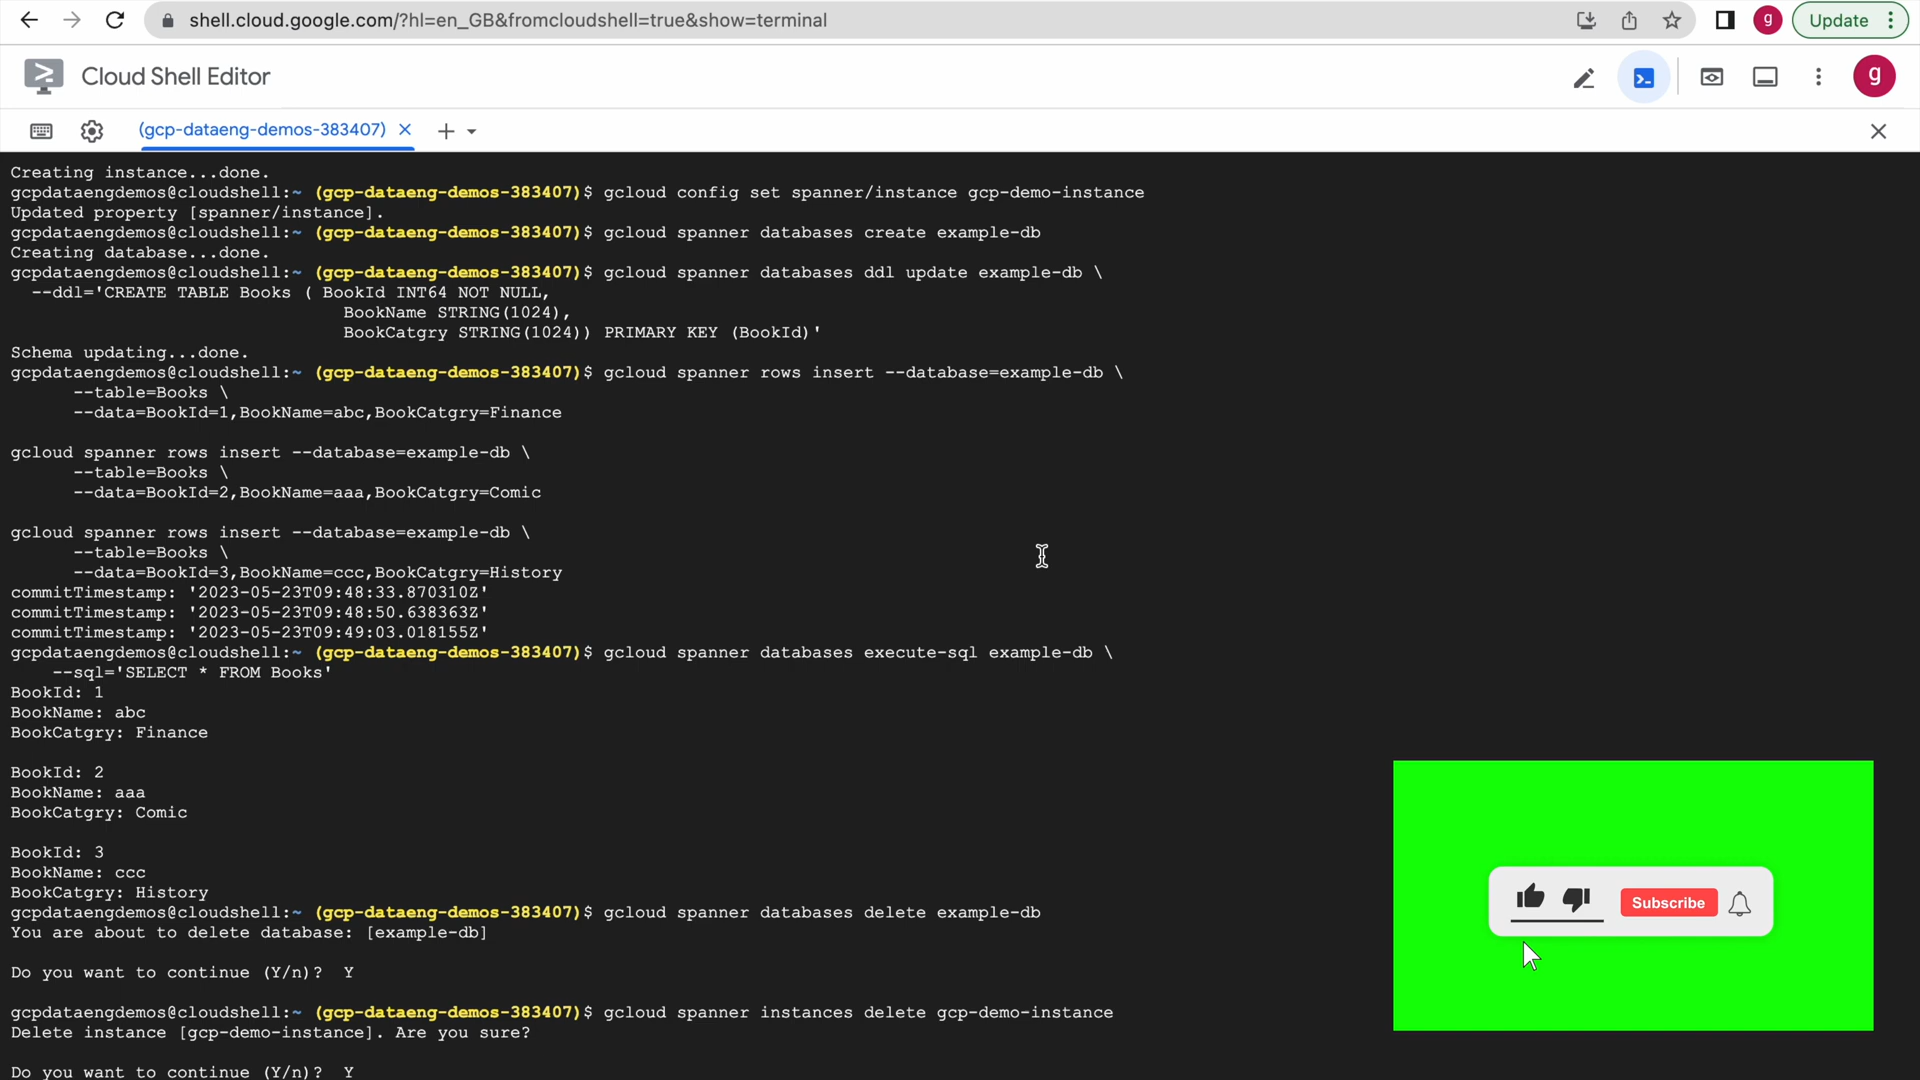 shell.cloud.google.com/?hl=en_GB&fromcloudshell=true&show=terminal
g
Update
Cloud Shell Editor
g
(gcp-dataeng-demos-383407)
Creating instance...done.
gcpdataengdemos@cloudshell:~ (gcp-dataeng-demos-383407)$ gcloud config set spanner/instance gcp-demo-instance
Updated property [spanner/instance].
gcpdataengdemos@cloudshell:~ (gcp-dataeng-demos-383407)$ gcloud spanner databases create example-db
Creating database...done.
gcpdataengdemos@cloudshell:~ (gcp-dataeng-demos-383407)$ gcloud spanner databases ddl update example-db \
--ddl='CREATE TABLE Books ( BookId INT64 NOT NULL,
BookName STRING(1024),
BookCatgry STRING(1024)) PRIMARY KEY (BookId)'
Schema updating...done.
gcpdataengdemos@cloudshell:~ (gcp-dataeng-demos-383407)$ gcloud spanner rows insert --database=example-db \
--table=Books \
--data=BookId=1,BookName=abc,BookCatgry=Finance
gcloud spanner rows insert --database=example-db \
--table=Books \
--data=BookId=2,BookName=aaa,BookCatgry=Comic
gcloud spanner rows insert --database=example-db \
--table=Books \
--data=BookId=3,BookName=ccc,BookCatgry=History
commitTimestamp: '2023-05-23T09:48:33.870310Z'
commitTimestamp: '2023-05-23T09:48:50.638363Z'
commitTimestamp: '2023-05-23T09:49:03.018155Z'
gcpdataengdemos@cloudshell:~ (gcp-dataeng-demos-383407)$ gcloud spanner databases execute-sql example-db \
--sql='SELECT * FROM Books'
BookId: 1
BookName: abc
BookCatgry: Finance
BookId: 2
BookName: aaa
BookCatgry: Comic
BookId: 3
BookName: ccc
BookCatgry: History
gcpdataengdemos@cloudshell:~ (gcp-dataeng-demos-383407)$ gcloud spanner databases delete example-db
You are about to delete database: [example-db]
Do you want to continue (Y/n)? Y
gcpdataengdemos@cloudshell:~ (gcp-dataeng-demos-383407)$ gcloud spanner instances delete gcp-demo-instance
Delete instance [gcp-demo-instance]. Are you sure?
Do you want to continue (Y/n)? Y
Subscribe